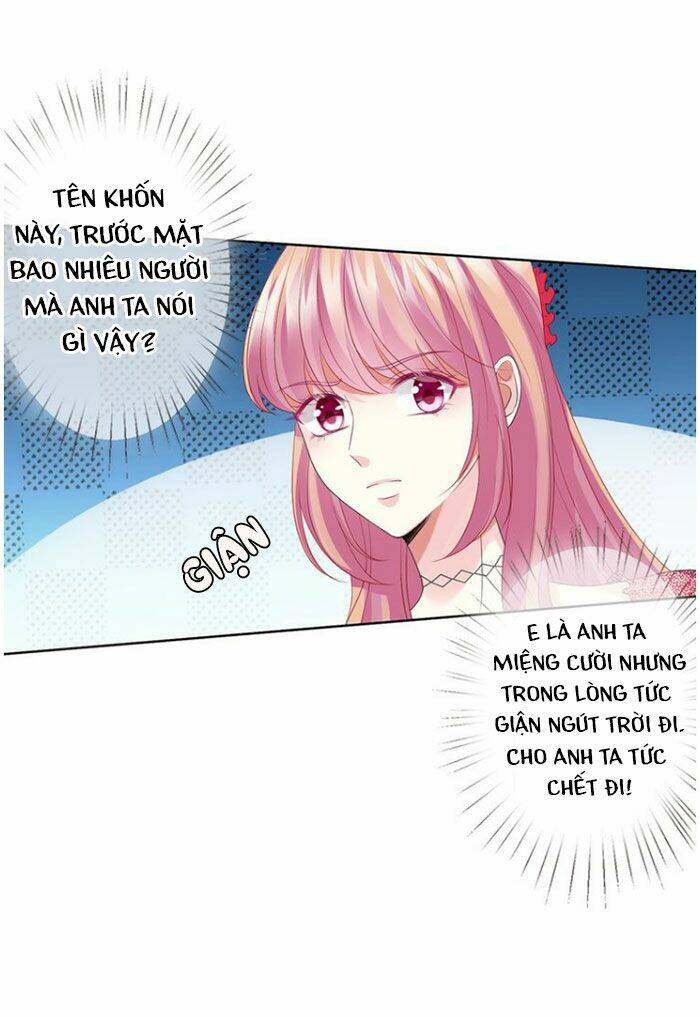 TÊN KHỐN
NÀY, TRƯỚC MẶT
BAO NHIÊU NGƯỜI
MÀ ANH TA NÓI
GÌ VẬY?
GIẬN
E LÀ ANH TA
MIỆNG CƯỜI NHƯNG
TRONG LÒNG TỨC
GIẬN NGÚT TRỜI ĐI.
CHO ANH TA TỨC
CHẾT ĐI!